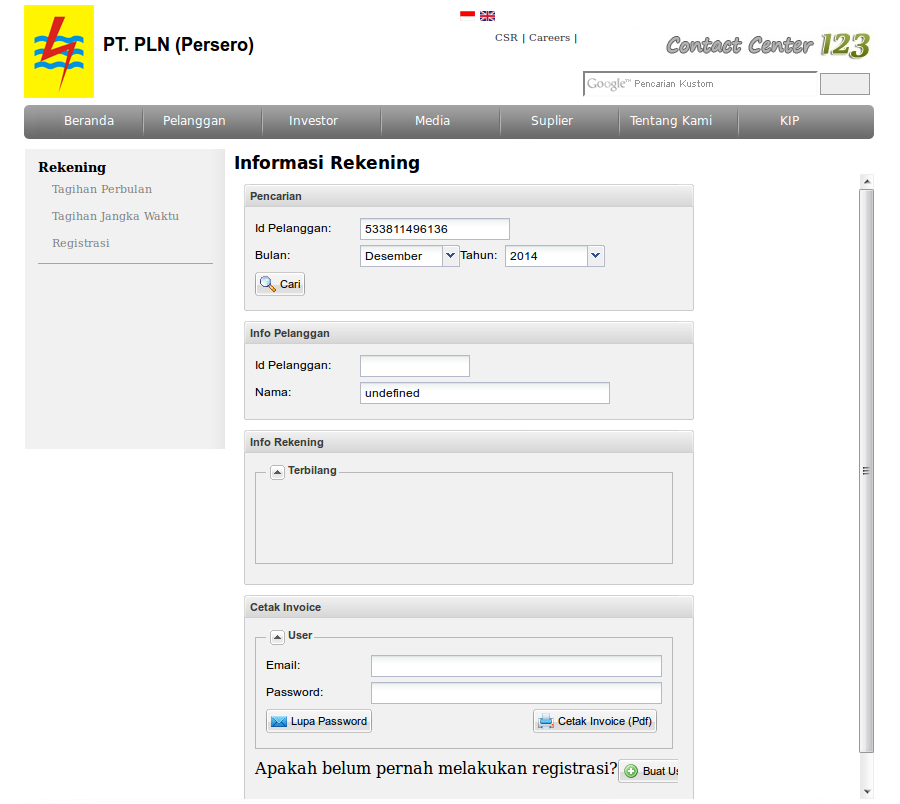 PT. PLN (Persero)
CSR | Careers |
Contact Center 123
Google™ Pencarian Kustom
Beranda Pelanggan Investor Media Suplier Tentang Kami KIP
Rekening
Tagihan Perbulan
Tagihan Jangka Waktu
Registrasi
Informasi Rekening
Pencarian
Id Pelanggan: 533811496136
Bulan: Desember Tahun: 2014
Cari
Info Pelanggan
Id Pelanggan:
Nama: undefined
Info Rekening
Terbilang
Cetak Invoice
User
Email:
Password:
Lupa Password Cetak Invoice (Pdf)
Apakah belum pernah melakukan registrasi? Buat